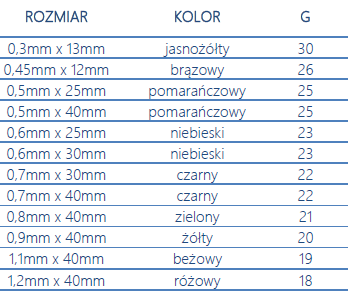 ROZMIAR KOLOR G
0,3mm x 13mm jasnożółty 30
0,45mm x 12mm brązowy 26
0,5mm x 25mm pomarańczowy 25
0,5mm x 40mm pomarańczowy 25
0,6mm x 25mm niebieski 23
0,6mm x 30mm niebieski 23
0,7mm x 30mm czarny 22
0,7mm x 40mm czarny 22
0,8mm x 40mm zielony 21
0,9mm x 40mm żółty 20
1,1mm x 40mm beżowy 19
1,2mm x 40mm różowy 18